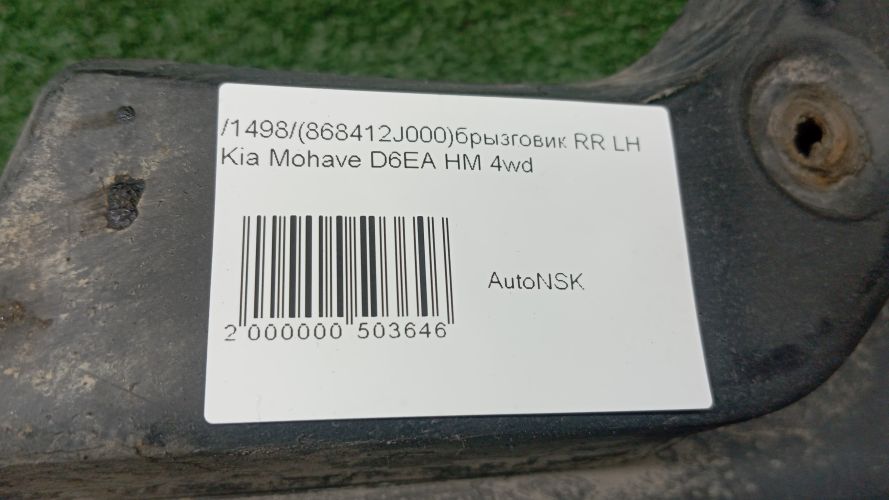 /1498/(868412J000)брызговик RR LH
Kia Mohave D6EA HM 4wd
AutoNSK
2 000000 503646